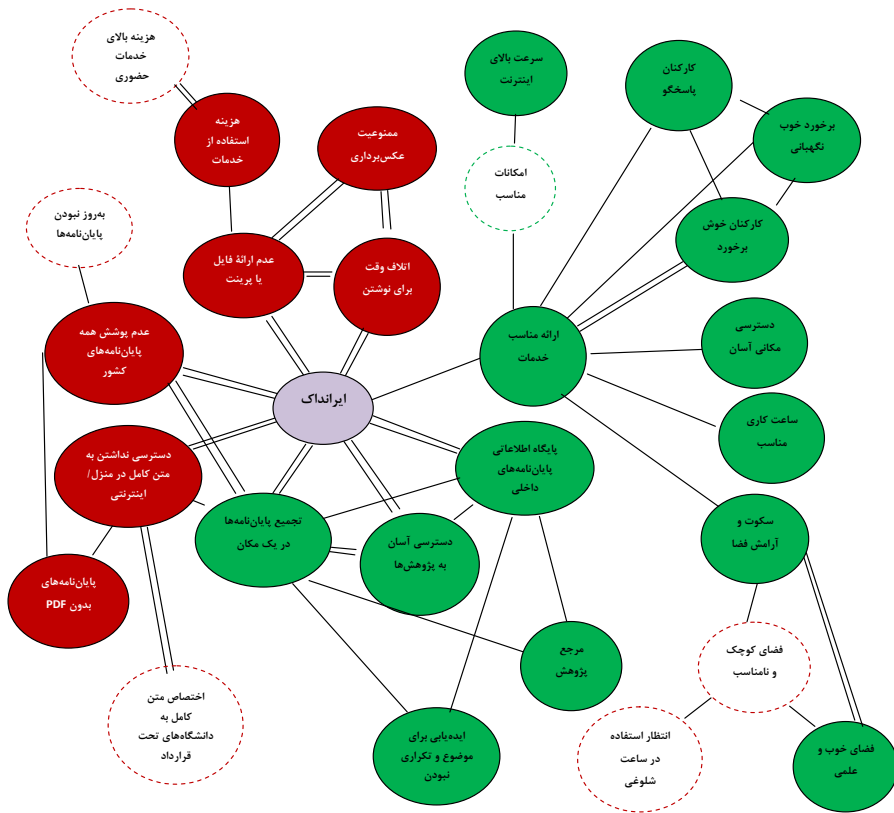 هزینه بالای
خدمات
حضوری
سرعت بالای
اینترنت
کارکنان
پاسخگو
هزینه
استفاده از
خدمات
ممنوعیت
عکس‌برداری
برخورد خوب
نگهبانی
امکانات
مناسب
به‌روز نبودن
پایان‌نامه‌ها
کارکنان خوش
برخورد
عدم ارائهٔ فایل
یا پرینت
اتلاف وقت
برای نوشتن
عدم پوشش همه
پایان‌نامه‌های
کشور
ارائه مناسب
خدمات
دسترسی
مکانی آسان
ایرانداک
ساعت کاری
مناسب
دسترسی نداشتن به
متن کامل در منزل/
اینترنتی
پایگاه اطلاعاتی
پایان‌نامه‌های
داخلی
تجمیع پایان‌نامه‌ها
در یک مکان
دسترسی آسان
به پژوهش‌ها
سکوت و
آرامش فضا
پایان‌نامه‌های
بدون PDF
مرجع
پژوهش
فضای کوچک
و نامناسب
اختصاص متن
کامل به
دانشگاه‌های تحت
قرارداد
ایده‌یابی برای
موضوع و تکراری
نبودن
انتظار استفاده
در ساعت
شلوغی
فضای خوب و
علمی